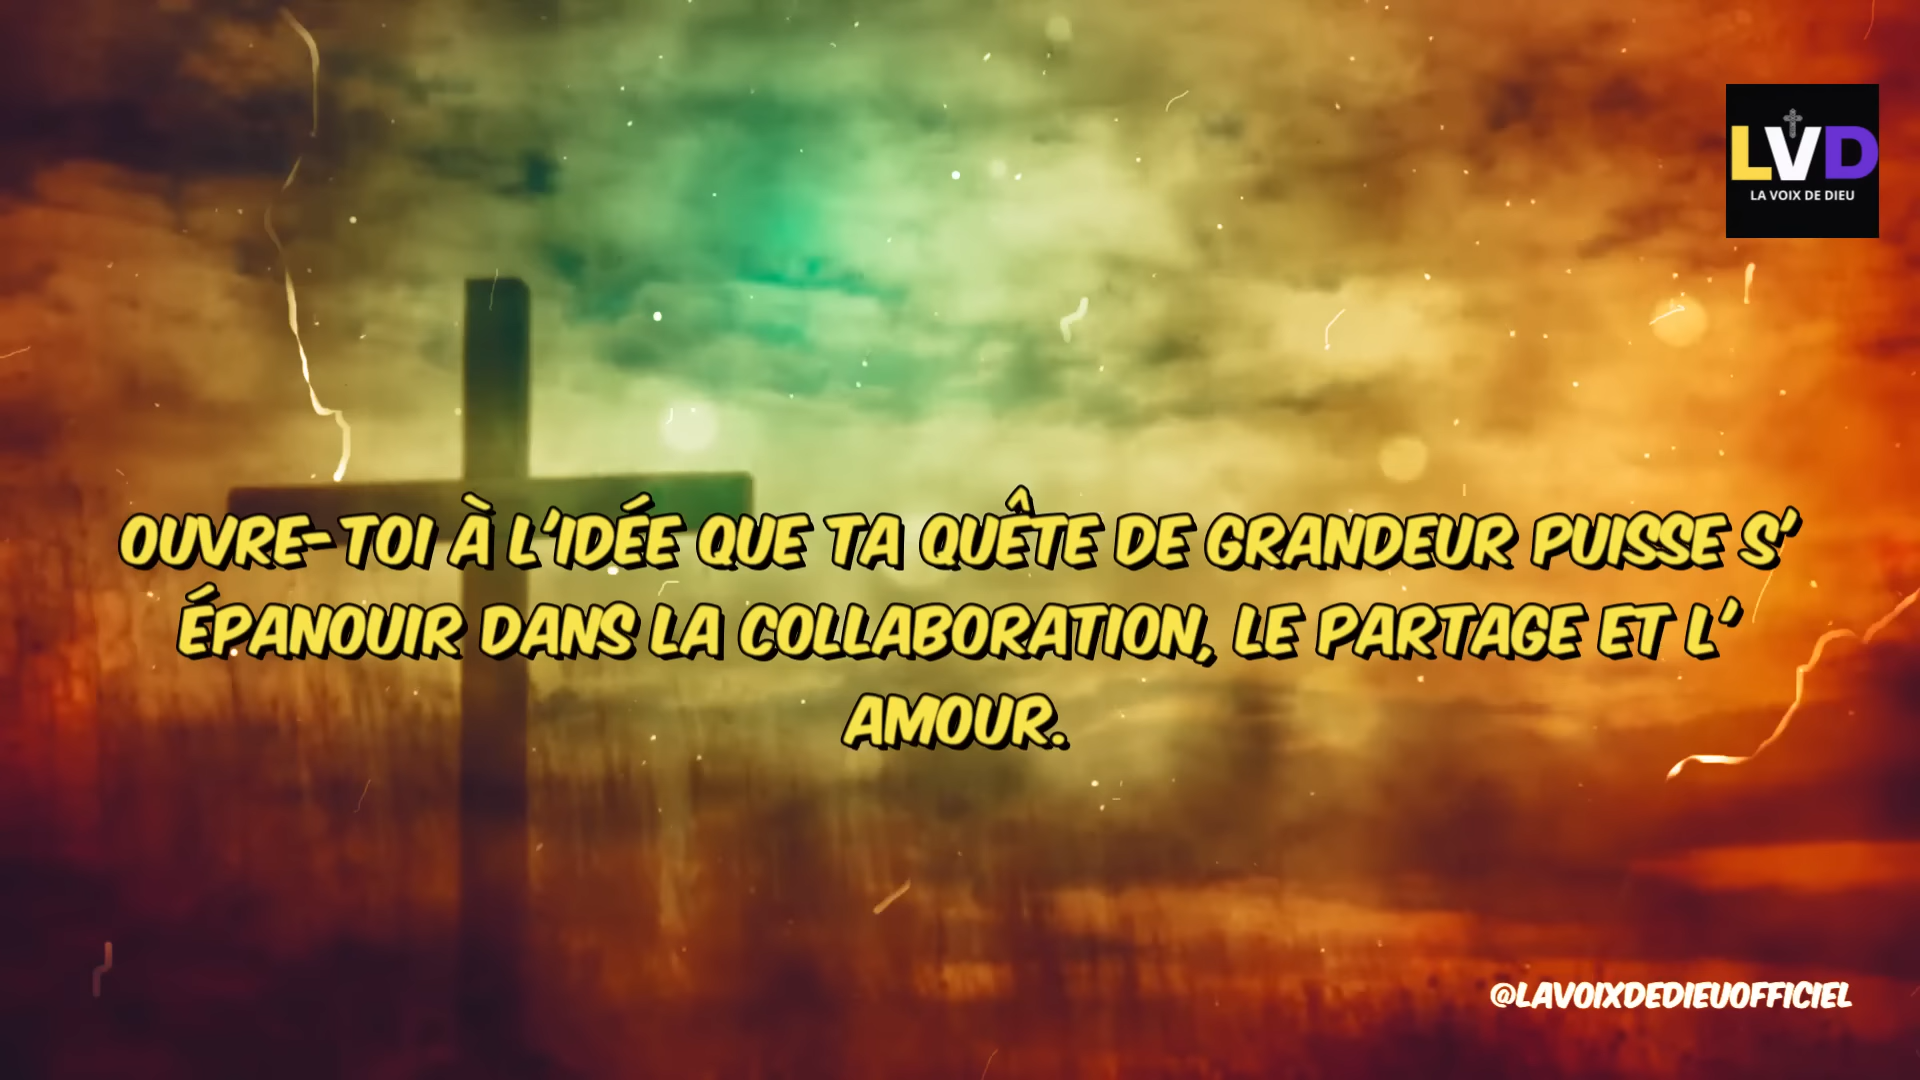 LVD
LA VOIX DE DIEU
OUVRE-TOI À L'IDÉE QUE TA QUÊTE DE GRANDEUR PUISSE S'
ÉPANOUIR DANS LA COLLABORATION, LE PARTAGE ET L'
AMOUR.
@LAVOIXDEDIEUOFFICIEL